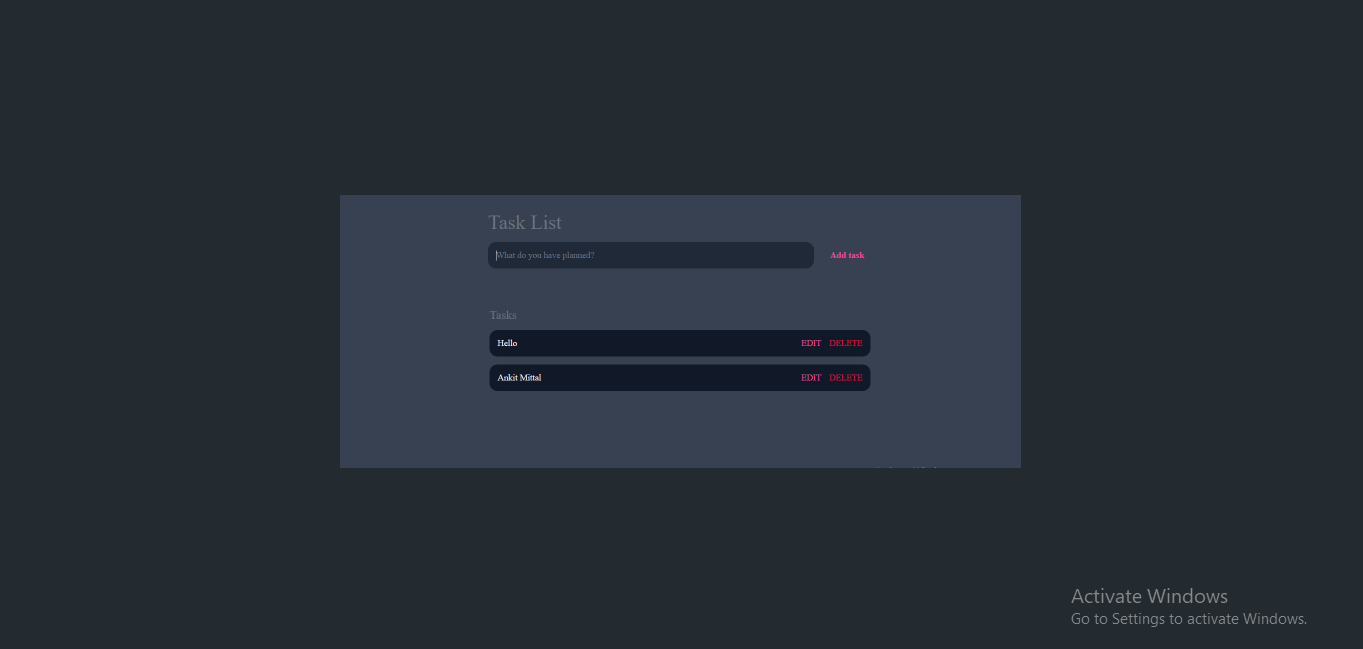 Task List
What do you have planned?
Add task
Tasks
Hello
EDIT DELETE
Ankit Mittal
EDIT DELETE
Activate Windows
Go to Settings to activate Windows.